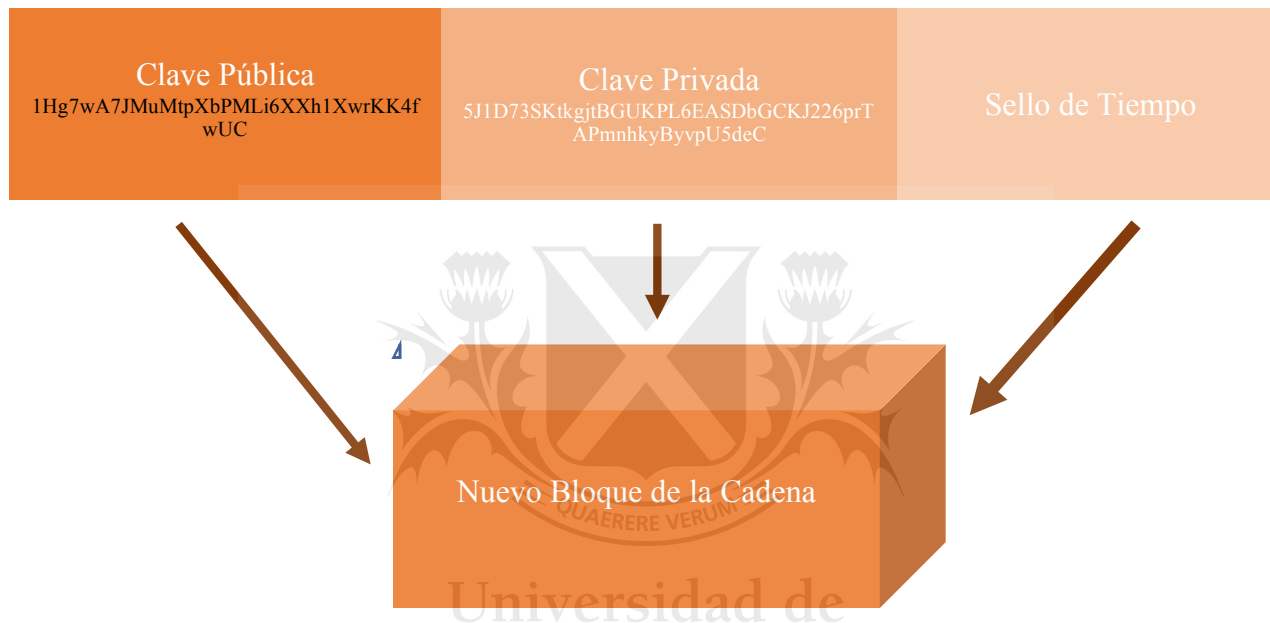 Clave Pública
1Hg7wA7JMuMtpXbPMLi6XXh1XwrKK4f
wUC
Clave Privada
5J1D73SKtkgjtBGUKPL6EASDbGCKJ226prT
APmnhkyByvpU5deC
Sello de Tiempo
Nuevo Bloque de la Cadena
QUAERERE VERUM
Universidad de